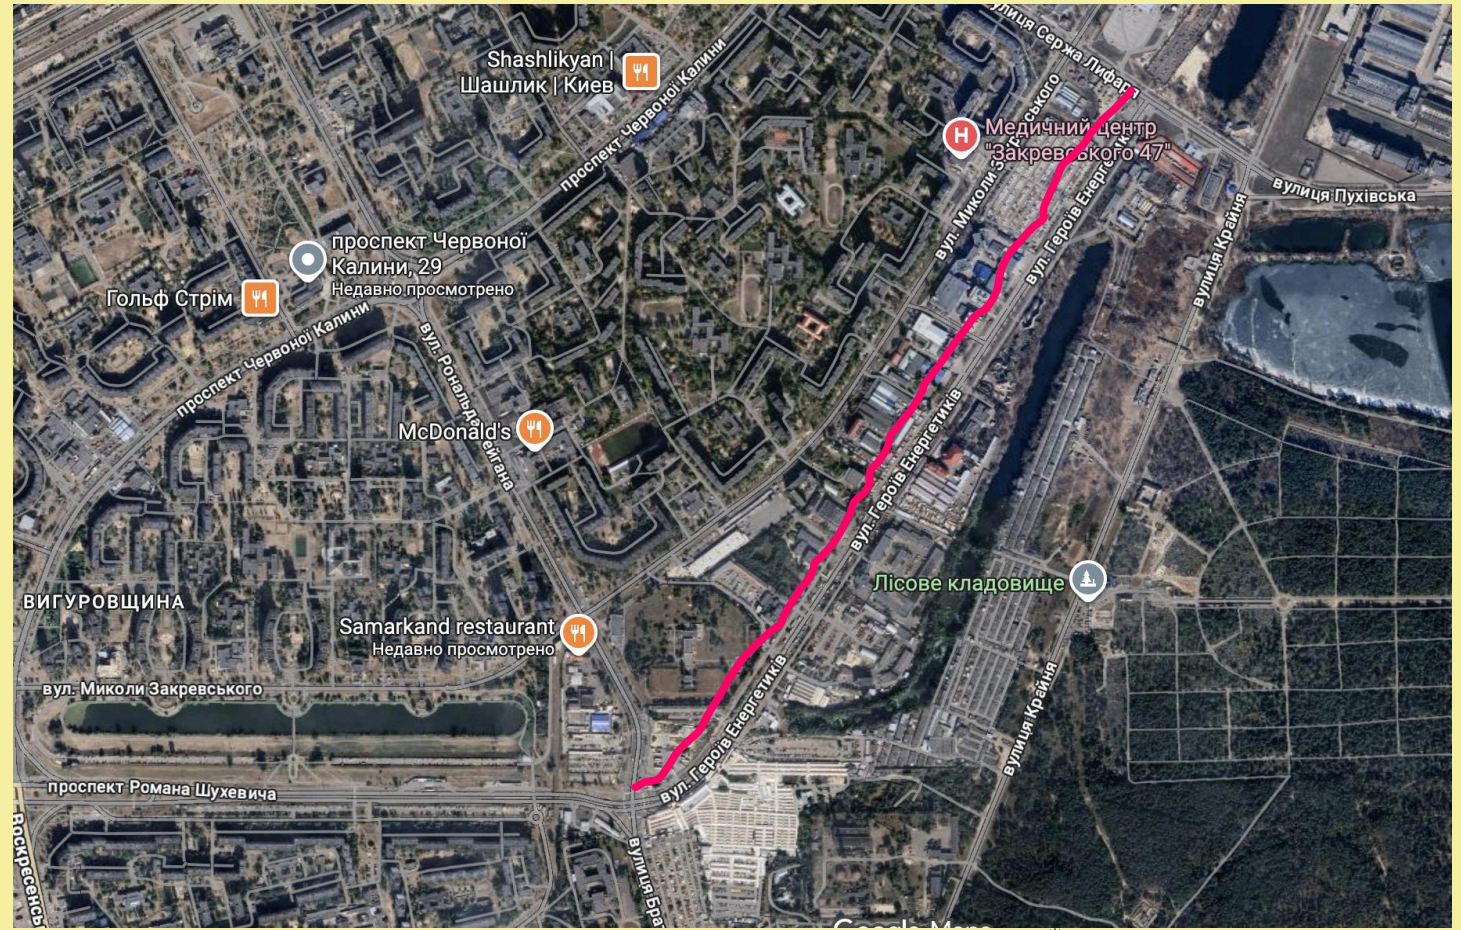 вулиця Сержа Лифаря
Shashlikyan |
Шашлик | Киев
проспект Червоної Калини
вул. Миколи Закревського
Медичний центр
"Закревського 47"
вулиця Пухівська
вулиця Крайня
вул. Героїв Енергетиків
проспект Червоної
Калини, 29
Недавно просмотрено
Гольф Стрім
проспект Червоної Калини
вул. Рональда Рейгана
McDonald's
вул. Героїв Енергетиків
Лісове кладовище
ВИГУРОВЩИНА
Samarkand restaurant
Недавно просмотрено
вул. Миколи Закревського
вул. Героїв Енергетиків
вулиця Крайня
проспект Романа Шухевича
вулиця
Google Maps